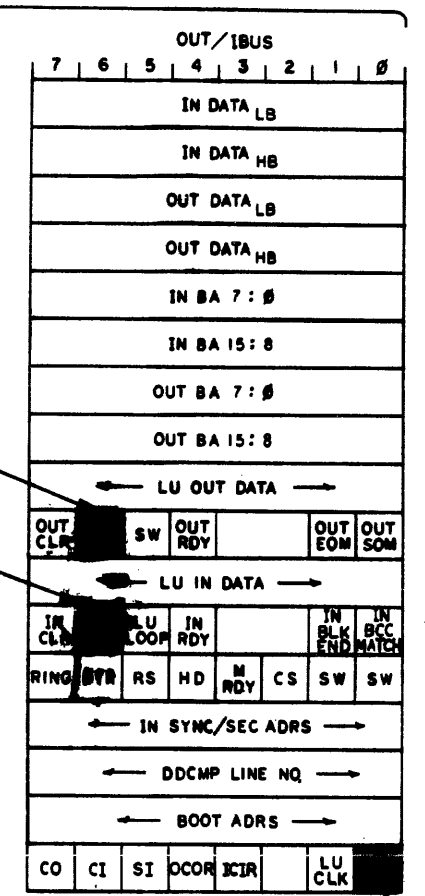 OUT/IBUS
7 6 5 4 3 2 1 Ø
IN DATA LB
IN DATA HB
OUT DATA LB
OUT DATA HB
IN BA 7:Ø
IN BA 15:8
OUT BA 7:Ø
OUT BA 15:8
LU OUT DATA
OUT CLR SW OUT RDY OUT EOM OUT SOM
LU IN DATA
IN CLR LU LOOP IN RDY IN BLK END IN BCC MATCH
RING DTR RS HD M RDY CS SW SW
IN SYNC/SEC ADRS
DDCMP LINE NO.
BOOT ADRS
CO CI SI OCOR ICIR LU CLK